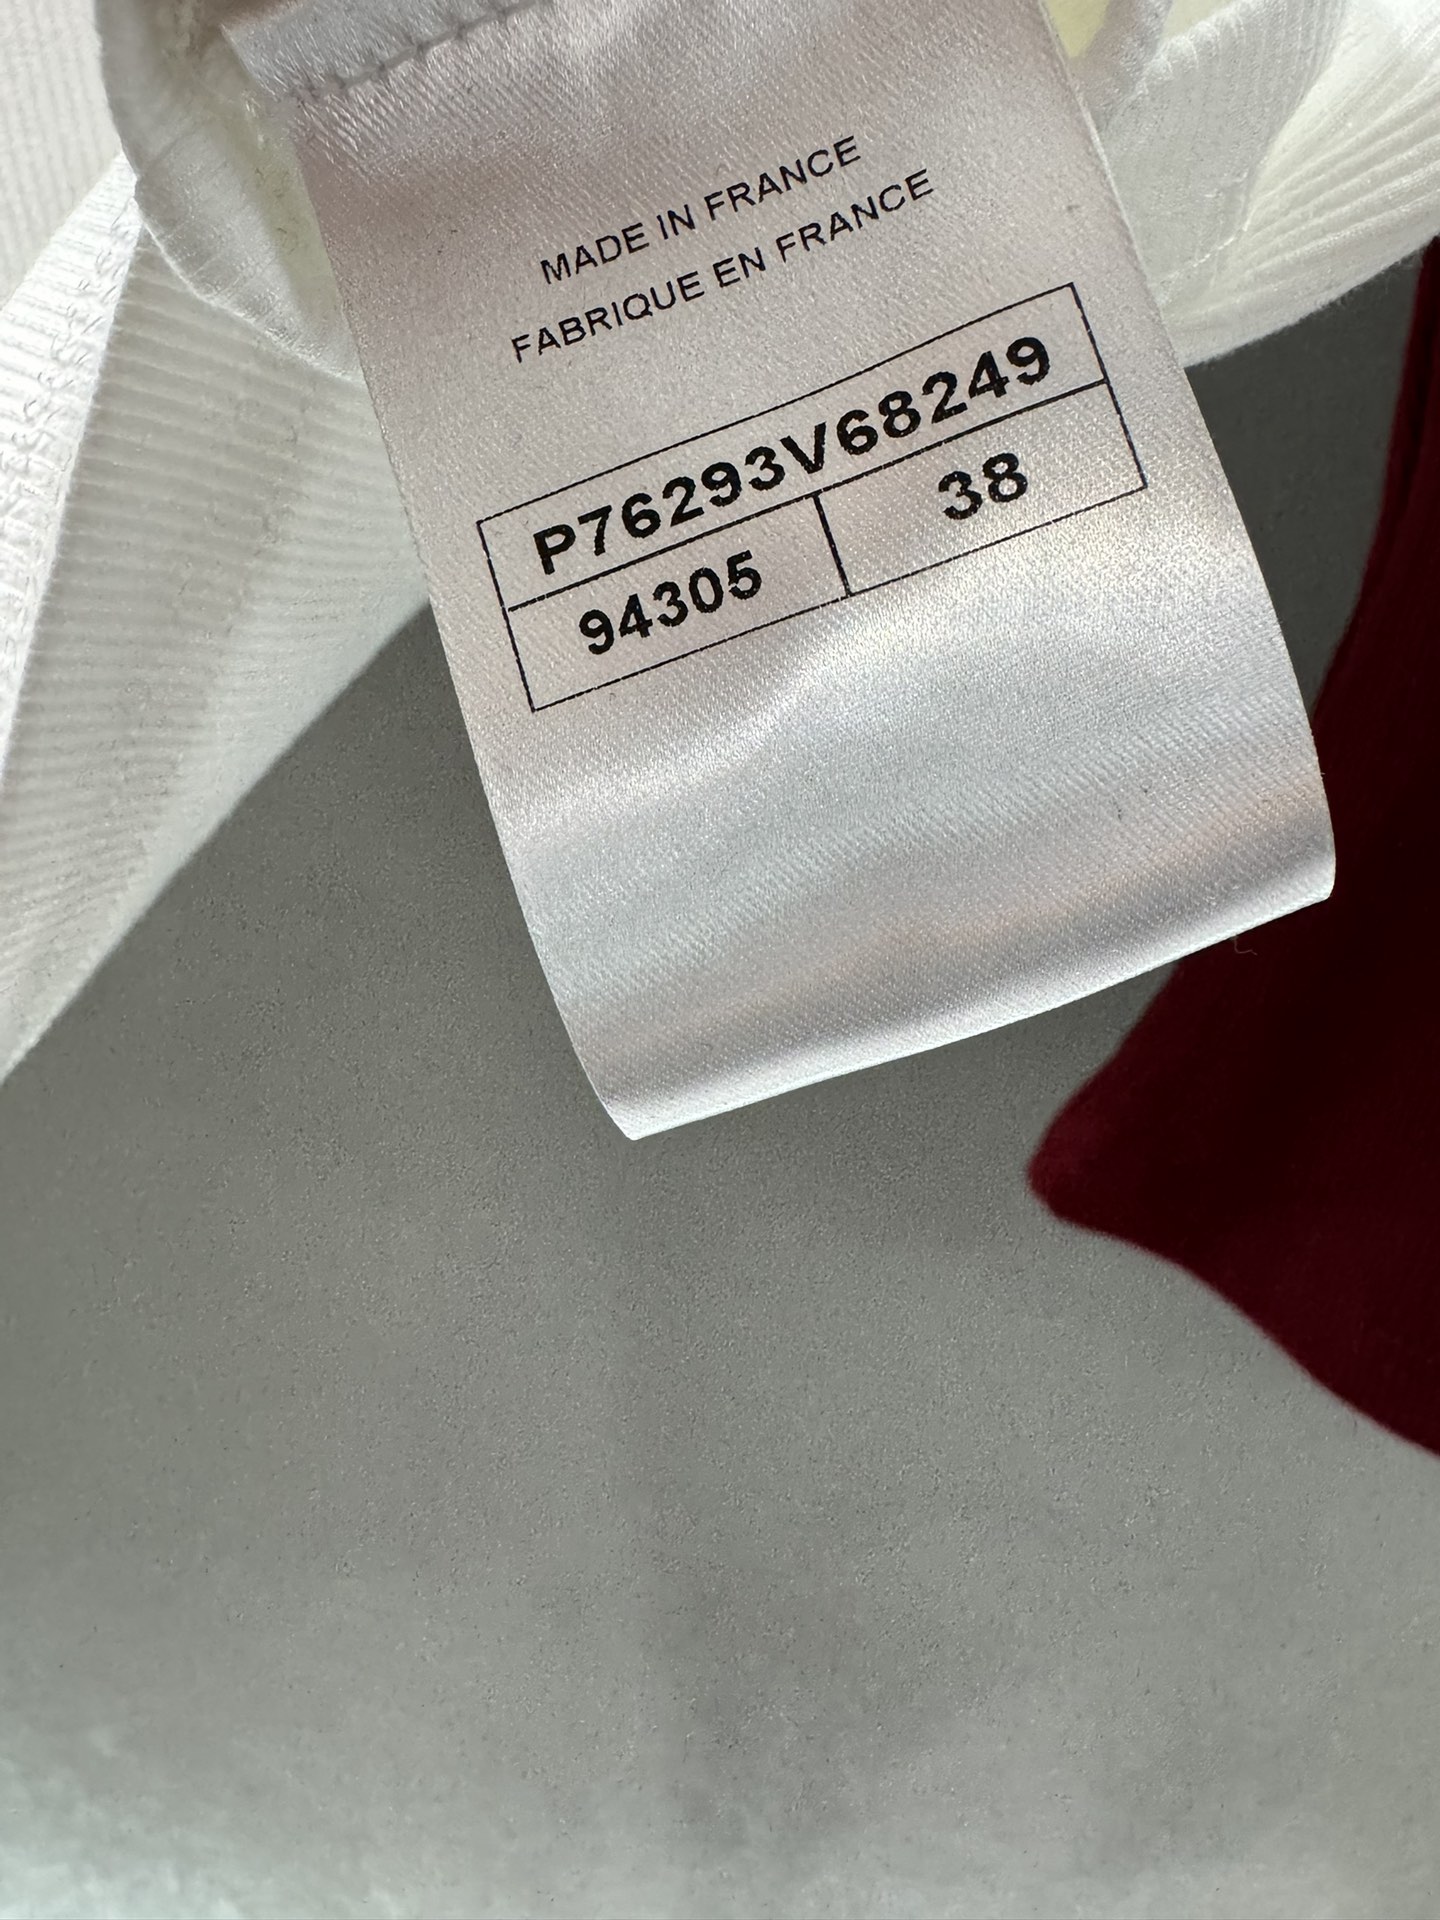 MADE IN FRANCE
FABRIQUE EN FRANCE
P76293V68249
94305 38